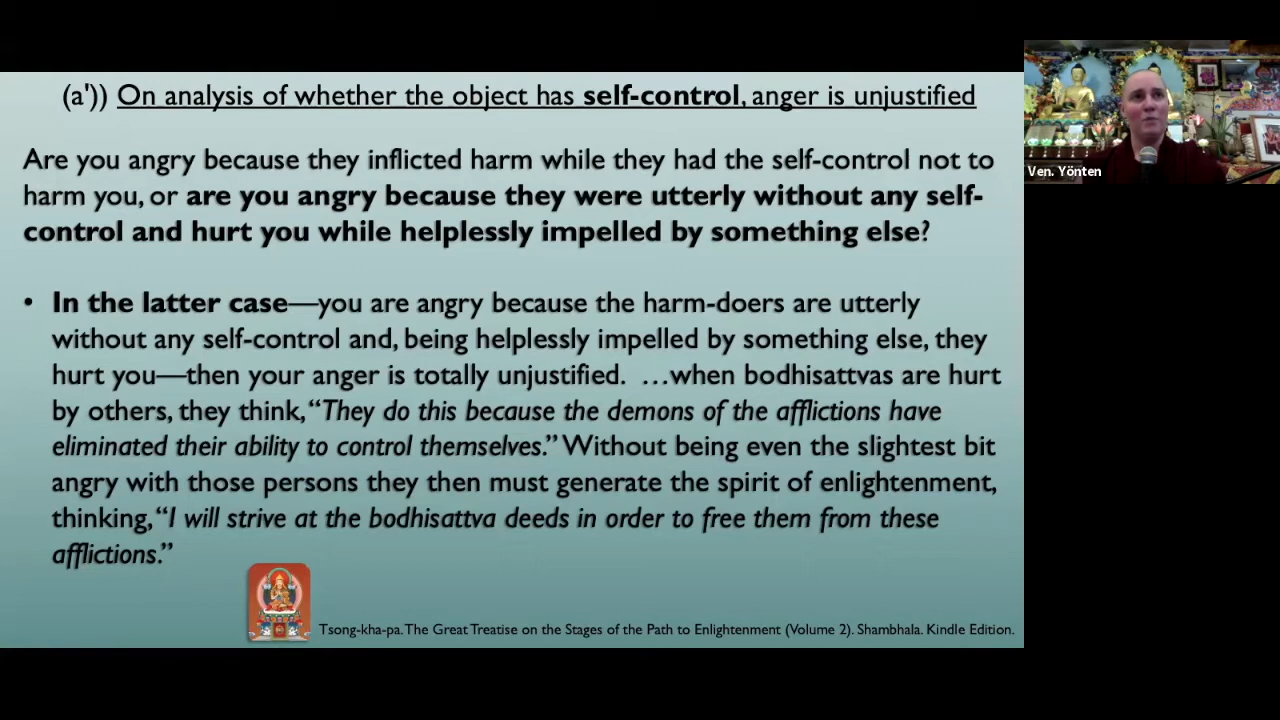 (a')) On analysis of whether the object has self-control, anger is unjustified
Are you angry because they inflicted harm while they had the self-control not to
harm you, or are you angry because they were utterly without any self-
control and hurt you while helplessly impelled by something else?
• In the latter case—you are angry because the harm-doers are utterly
without any self-control and, being helplessly impelled by something else, they
hurt you—then your anger is totally unjustified. …when bodhisattvas are hurt
by others, they think, “They do this because the demons of the afflictions have
eliminated their ability to control themselves.” Without being even the slightest bit
angry with those persons they then must generate the spirit of enlightenment,
thinking, “I will strive at the bodhisattva deeds in order to free them from these
afflictions.”
Tsong-kha-pa. The Great Treatise on the Stages of the Path to Enlightenment (Volume 2). Shambhala. Kindle Edition.
Ven. Yönten